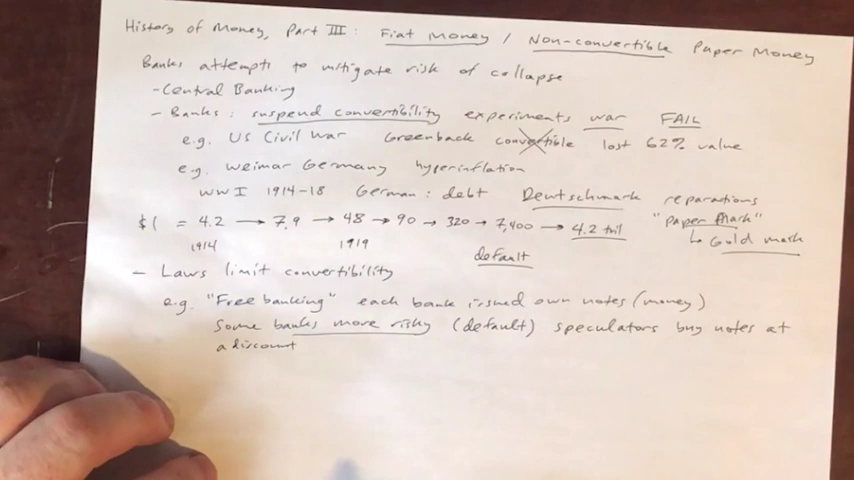 History of Money, Part III: Fiat Money / Non-convertible Paper Money
Banks attempts to mitigate risk of collapse
- Central Banking
- Banks: suspend convertibility experiments war FAIL
e.g. US Civil War Greenback convertible lost 62% value
e.g. Weimar Germany hyperinflation
WWI 1914-18 German: debt Deutschmark reparations
$1 = 4.2 → 7.9 → 48 → 90 → 320 → 7,400 → 4.2 tril "paper Mark"
1914 1919 default ↳ Gold mark
- Laws limit convertibility
e.g. "Free banking" each bank issued own notes (money)
Some banks more risky (default) speculators buy notes at
a discount